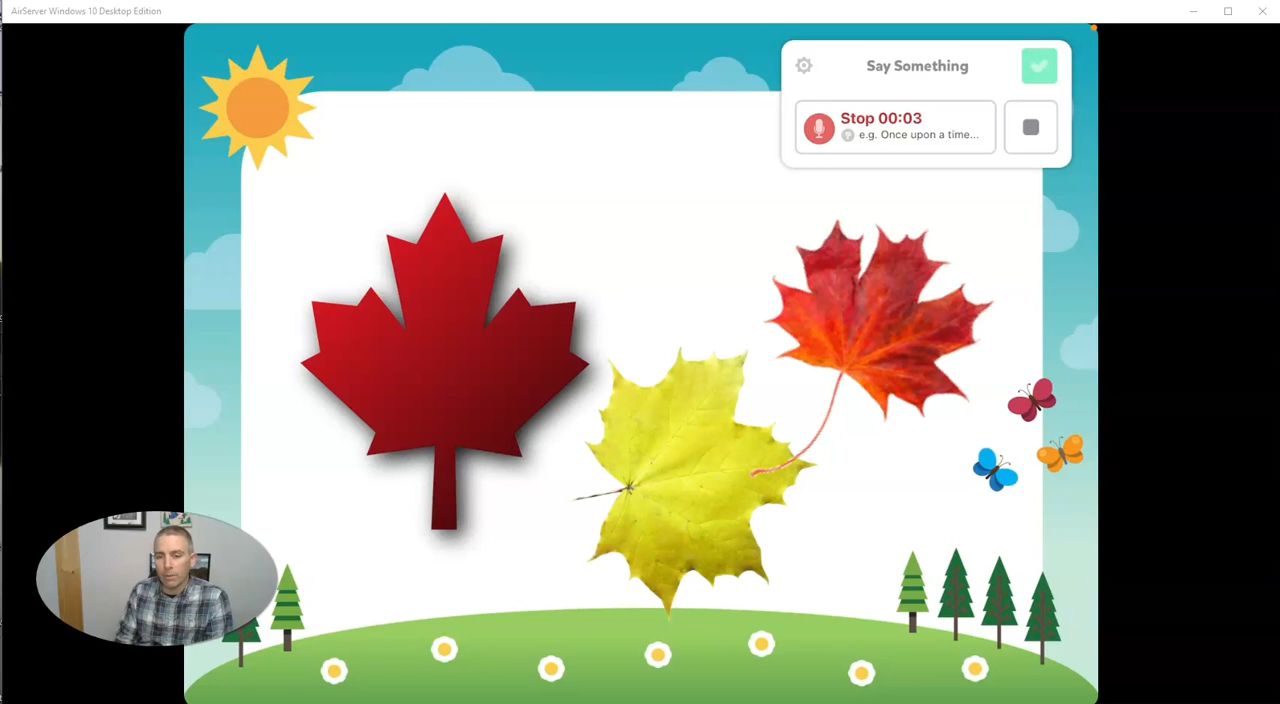 AirServer Windows 10 Desktop Edition
Say Something
Stop 00:03
e.g. Once upon a time...